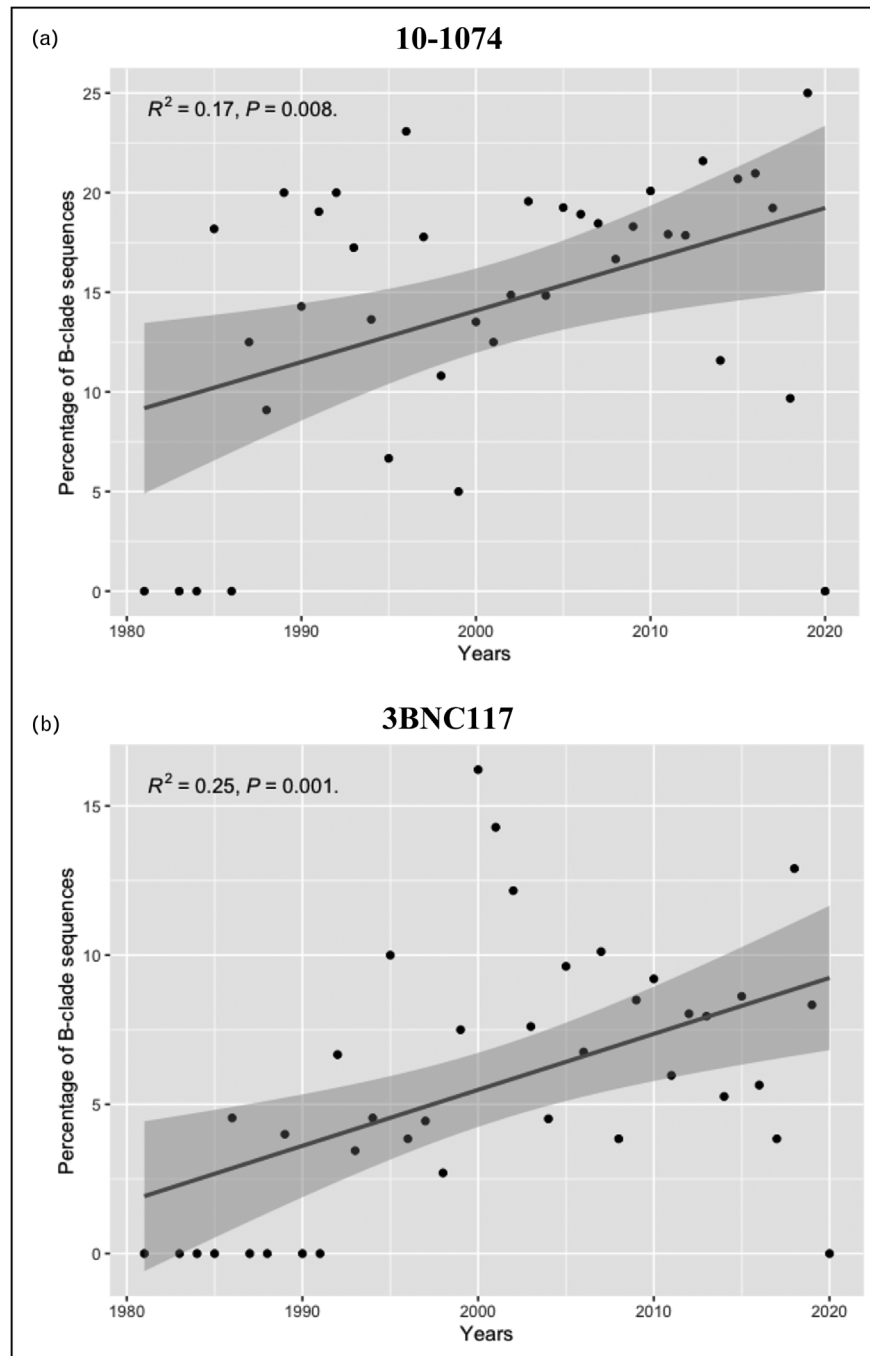 (a)
10-1074
R² = 0.17, P = 0.008.
Percentage of B-clade sequences
25
20
15
10
5
0
1980 1990 2000 2010 2020
Years
(b)
3BNC117
R² = 0.25, P = 0.001.
Percentage of B-clade sequences
15
10
5
0
1980 1990 2000 2010 2020
Years